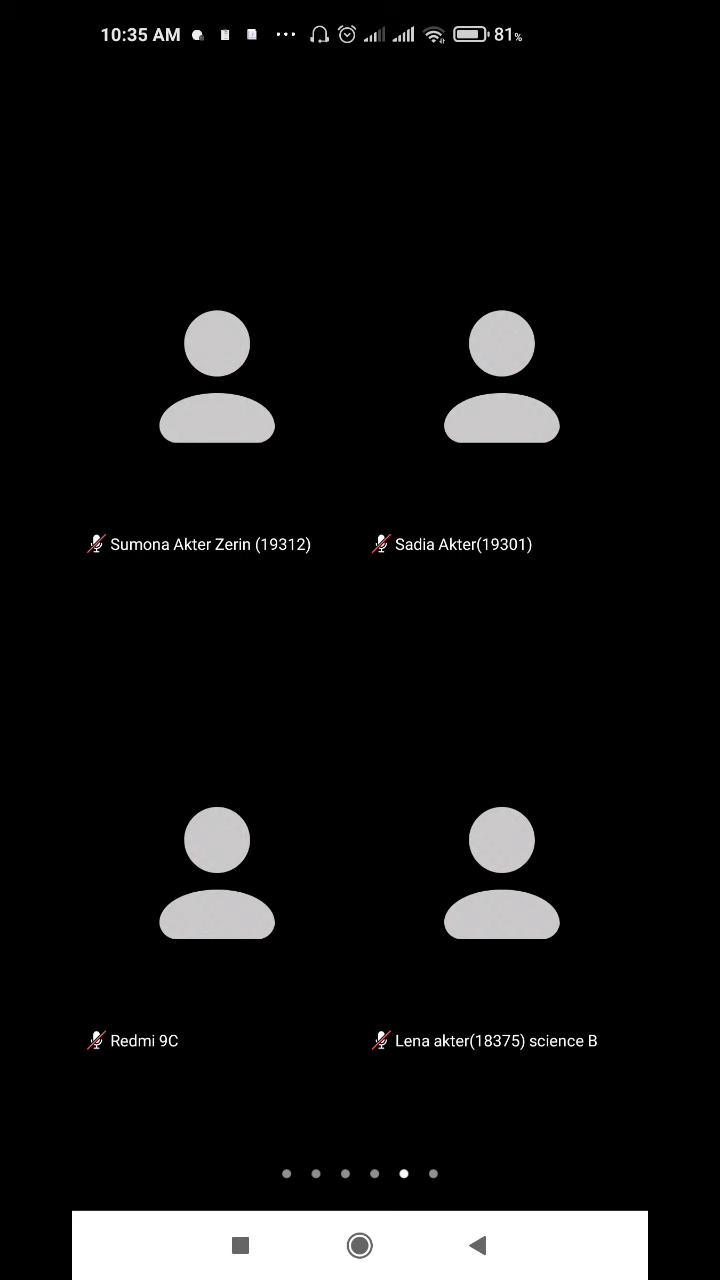 10:35 AM 81%
Sumona Akter Zerin (19312) Sadia Akter(19301)
Redmi 9C Lena akter(18375) science B